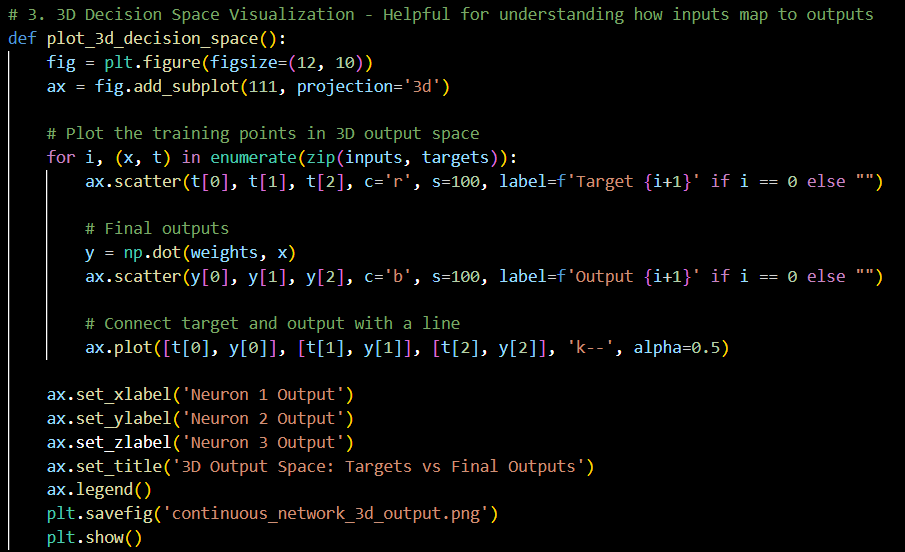 # 3. 3D Decision Space Visualization - Helpful for understanding how inputs map to outputs
def plot_3d_decision_space():
    fig = plt.figure(figsize=(12, 10))
    ax = fig.add_subplot(111, projection='3d')

    # Plot the training points in 3D output space
    for i, (x, t) in enumerate(zip(inputs, targets)):
        ax.scatter(t[0], t[1], t[2], c='r', s=100, label=f'Target {i+1}' if i == 0 else "")

        # Final outputs
        y = np.dot(weights, x)
        ax.scatter(y[0], y[1], y[2], c='b', s=100, label=f'Output {i+1}' if i == 0 else "")

        # Connect target and output with a line
        ax.plot([t[0], y[0]], [t[1], y[1]], [t[2], y[2]], 'k--', alpha=0.5)

    ax.set_xlabel('Neuron 1 Output')
    ax.set_ylabel('Neuron 2 Output')
    ax.set_zlabel('Neuron 3 Output')
    ax.set_title('3D Output Space: Targets vs Final Outputs')
    ax.legend()
    plt.savefig('continuous_network_3d_output.png')
    plt.show()